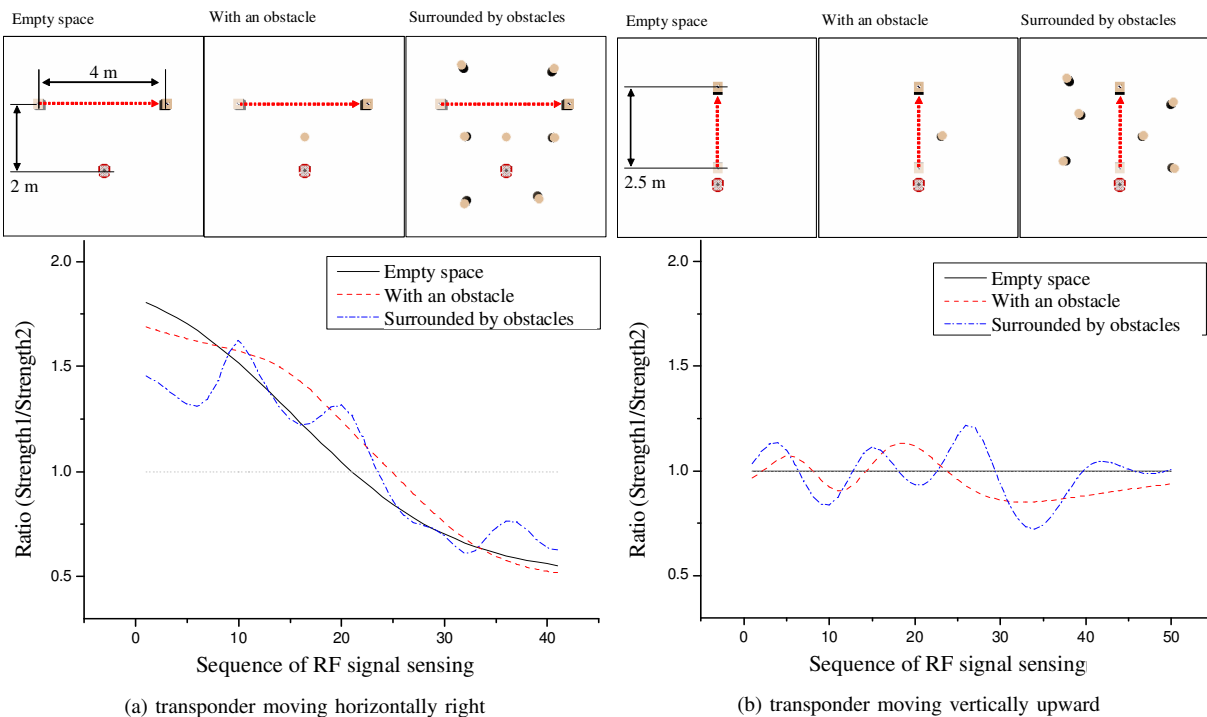 Empty space
With an obstacle
Surrounded by obstacles
4 m
2 m
2.0
1.5
1.0
0.5
Ratio (Strength1/Strength2)
Empty space
With an obstacle
Surrounded by obstacles
0
10
20
30
40
Sequence of RF signal sensing
(a) transponder moving horizontally right
Empty space
With an obstacle
Surrounded by obstacles
2.5 m
2.0
1.5
1.0
0.5
Ratio (Strength1/Strength2)
Empty space
With an obstacle
Surrounded by obstacles
0
10
20
30
40
50
Sequence of RF signal sensing
(b) transponder moving vertically upward